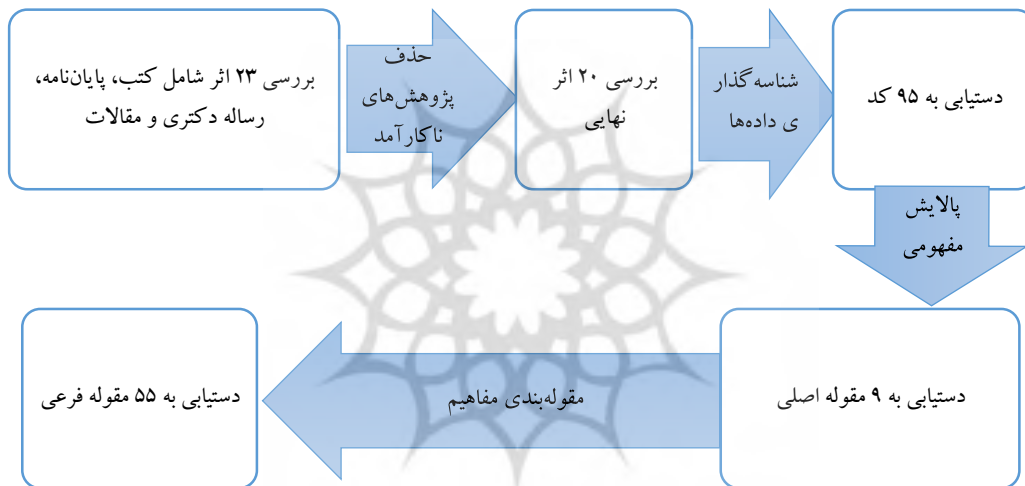 بررسی ۲۳ اثر شامل کتب، پایان‌نامه،
رساله دکتری و مقالات
حذف
پژوهش‌های
ناکارآمد
بررسی ۲۰ اثر
نهایی
شناسه‌گذار
ی داده‌ها
دستیابی به ۹۵ کد
پالایش
مفهومی
دستیابی به ۹ مقوله اصلی
مقوله‌بندی مفاهیم
دستیابی به ۵۵ مقوله فرعی